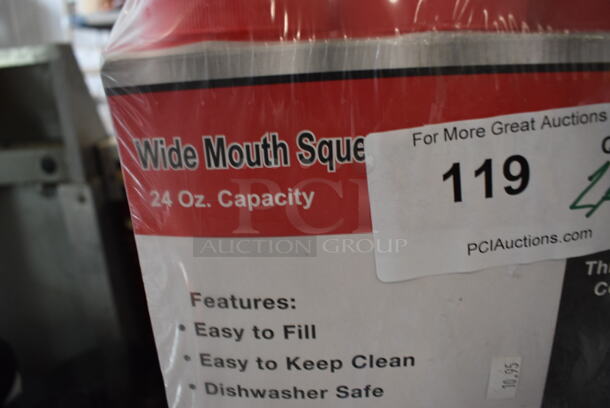 Wide Mouth Sque
24 Oz. Capacity
For More Great Auctions
119
PCIAuctions.com
PCI
AUCTION GROUP
Features:
• Easy to Fill
• Easy to Keep Clean
• Dishwasher Safe
10.95